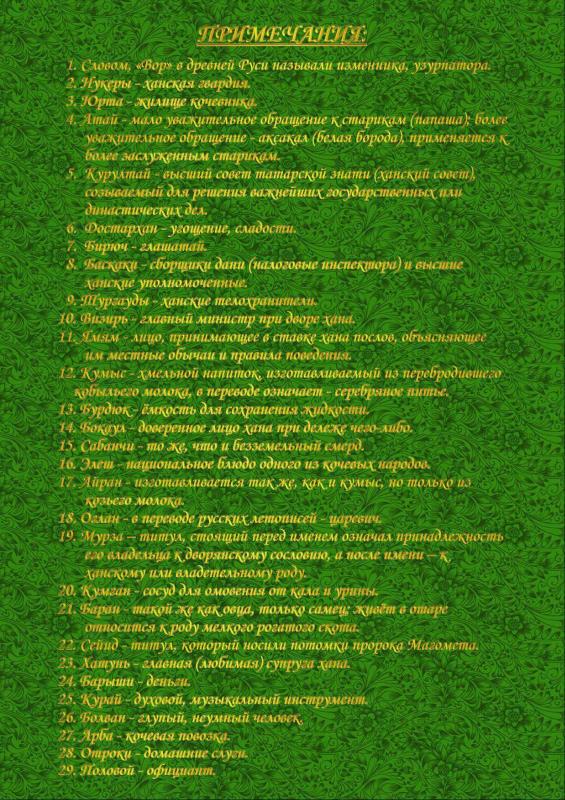 ПРИМЕЧАНИЯ:
1. Словом, «Вор» в древней Руси называли изменника, узурпатора.
2. Нукеры - ханская гвардия.
3. Юрта - жилище кочевника.
4. Атай - мало уважительное обращение к старикам (папаша); более
уважительное обращение - аксакал (белая борода), применяется к
более заслуженным старикам.
5. Курултай - высший совет татарской знати (ханский совет),
созываемый для решения важнейших государственных или
династических дел.
6. Достархан - угощение, сладости.
7. Бирюч - глашатай.
8. Баскаки - сборщики дани (налоговые инспектора) и высшие
ханские уполномоченные.
9. Тургауды - ханские телохранители.
10. Визирь - главный министр при дворе хана.
11. Ямям - лицо, принимающее в ставке хана послов, объясняющее
им местные обычаи и правила поведения.
12. Кумыс - хмельной напиток, изготавливаемый из перебродившего
кобыльего молока, в переводе означает - серебряное питье.
13. Бурдюк - ёмкость для сохранения жидкости.
14. Бокаул - доверенное лицо хана при дележе чего-либо.
15. Сабанчи - то же, что и безземельный смерд.
16. Элеш - национальное блюдо одного из кочевых народов.
17. Айран - изготавливается так же, как и кумыс, но только из
козьего молока.
18. Оглан - в переводе русских летописей - царевич.
19. Мурза – титул, стоящий перед именем означал принадлежность
его владельца к дворянскому сословию, а после имени – к
ханскому или владетельному роду.
20. Кумган - сосуд для омовения от кала и урины.
21. Баран - такой же как овца, только самец; живёт в отаре
относится к роду мелкого рогатого скота.
22. Сейид - титул, который носили потомки пророка Магомета.
23. Хатунь - главная (любимая) супруга хана.
24. Барыши - деньги.
25. Курай - духовой, музыкальный инструмент.
26. Болван - глупый, неумный человек.
27. Арба - кочевая повозка.
28. Отроки - домашние слуги.
29. Половой - официант.